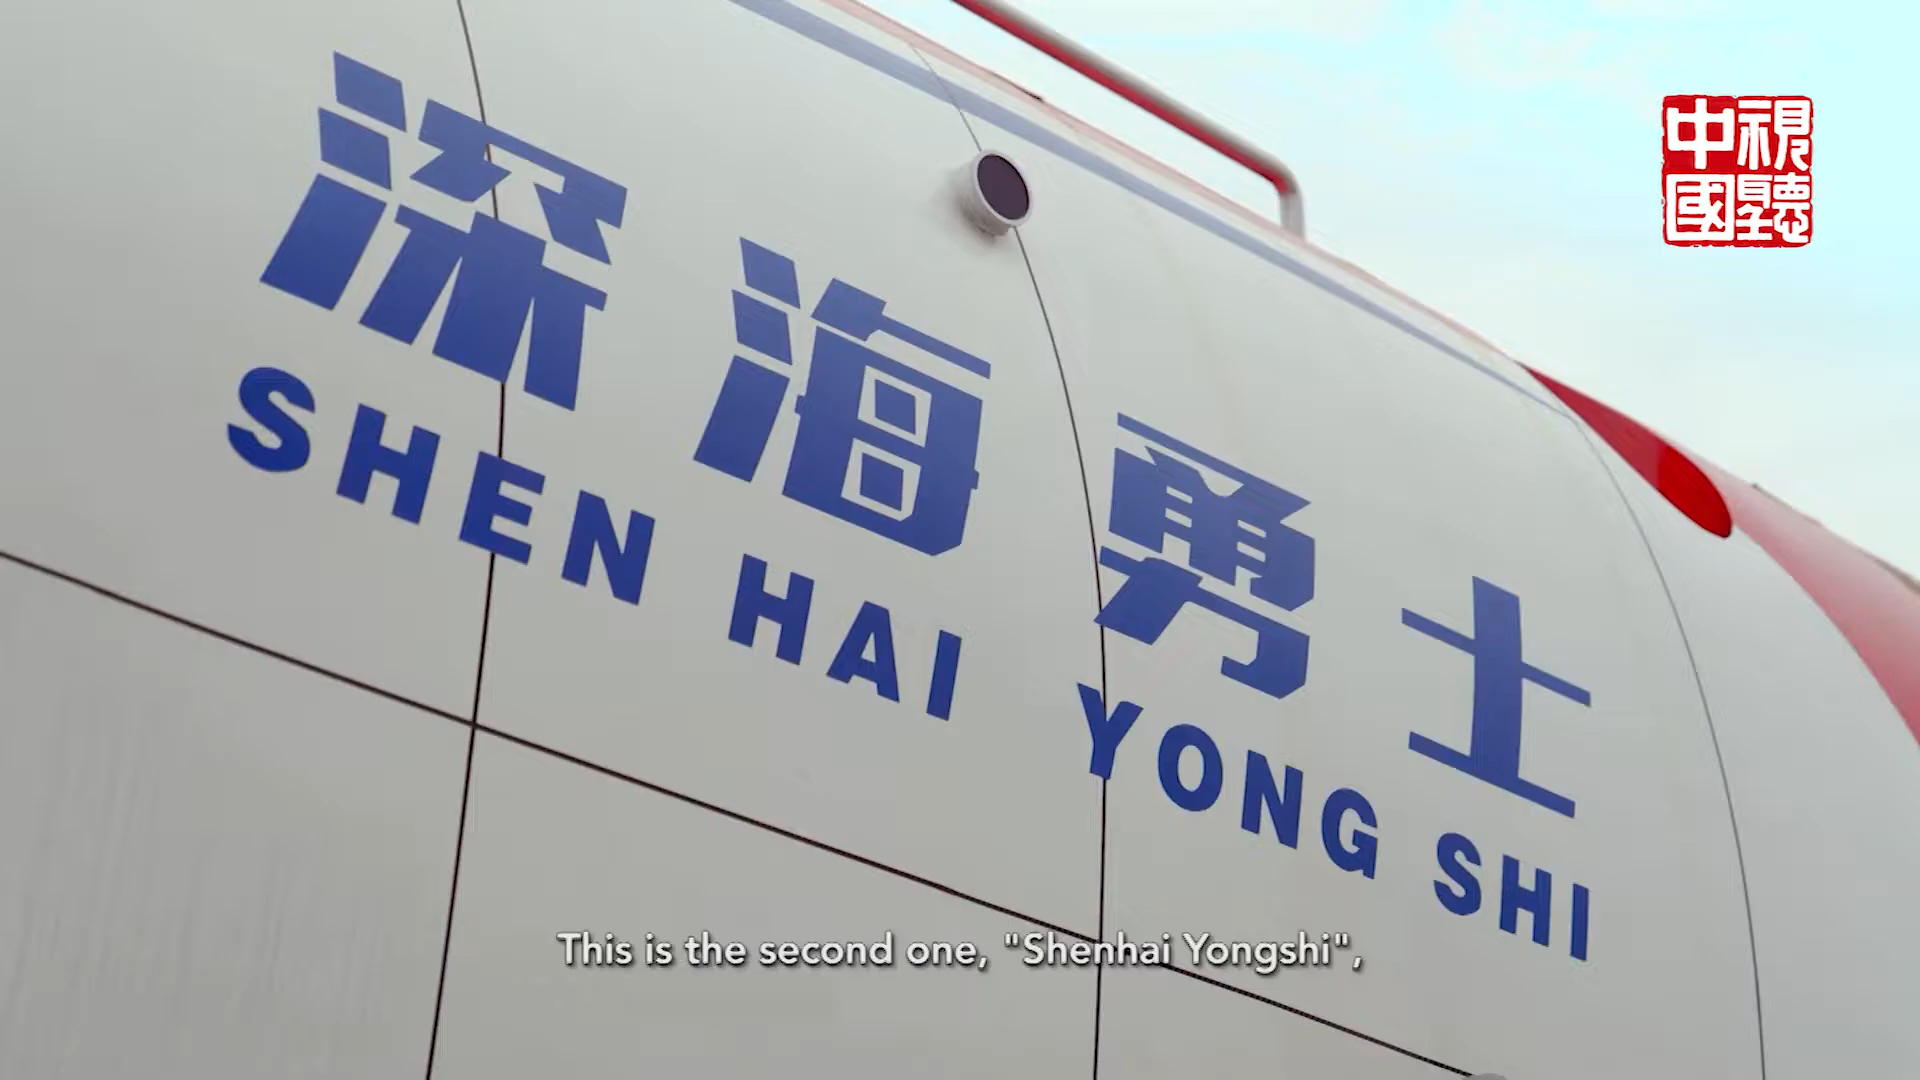 深海勇士
SHEN HAI YONG SHI
中視
國聽
This is the second one, "Shenhai Yongshi",